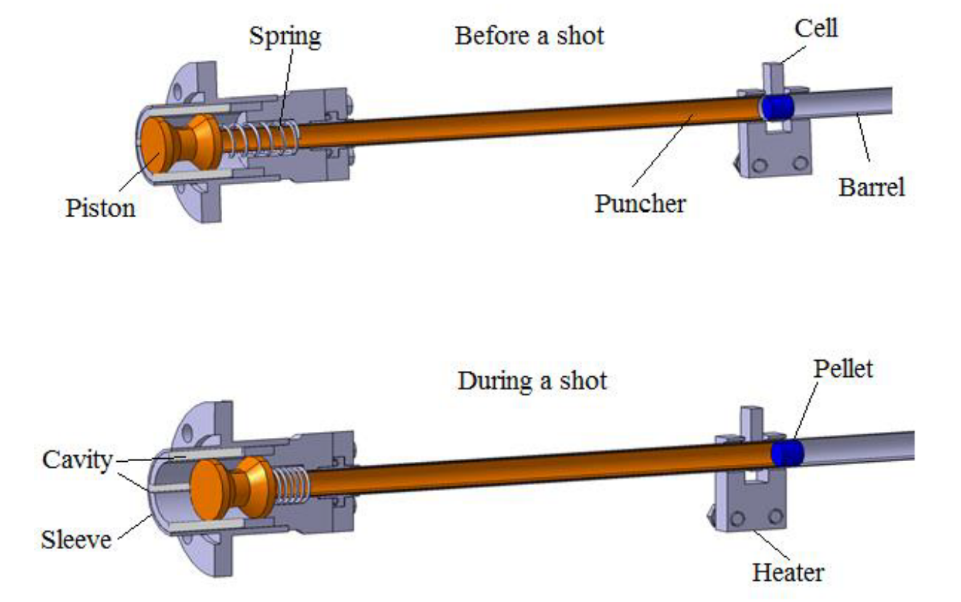 Before a shot
Spring
Cell
Piston
Puncher
Barrel
During a shot
Pellet
Cavity
Sleeve
Heater